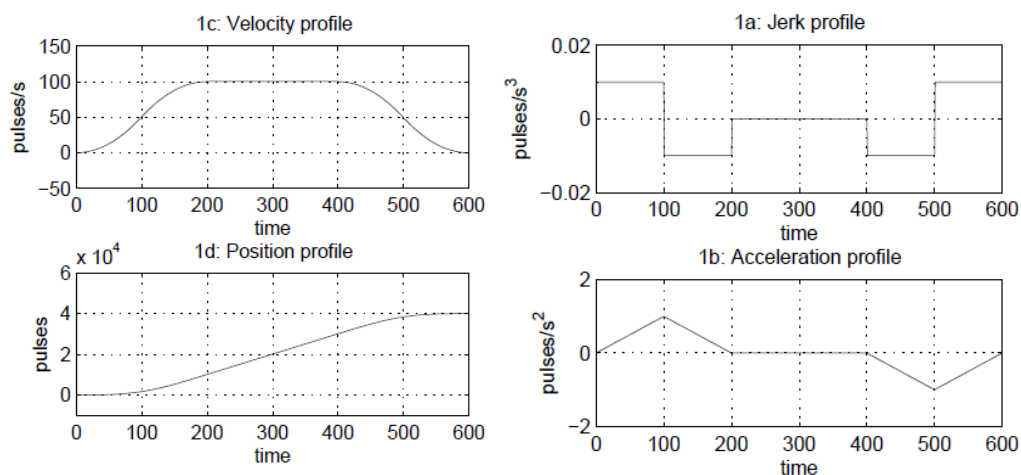 1c: Velocity profile
150
100
50
0
−50
pulses/s
0 100 200 300 400 500 600
time
1a: Jerk profile
0.02
0
−0.02
pulses/s³
0 100 200 300 400 500 600
time
1d: Position profile
x 10⁴
6
4
2
0
pulses
0 100 200 300 400 500 600
time
1b: Acceleration profile
2
0
−2
pulses/s²
0 100 200 300 400 500 600
time